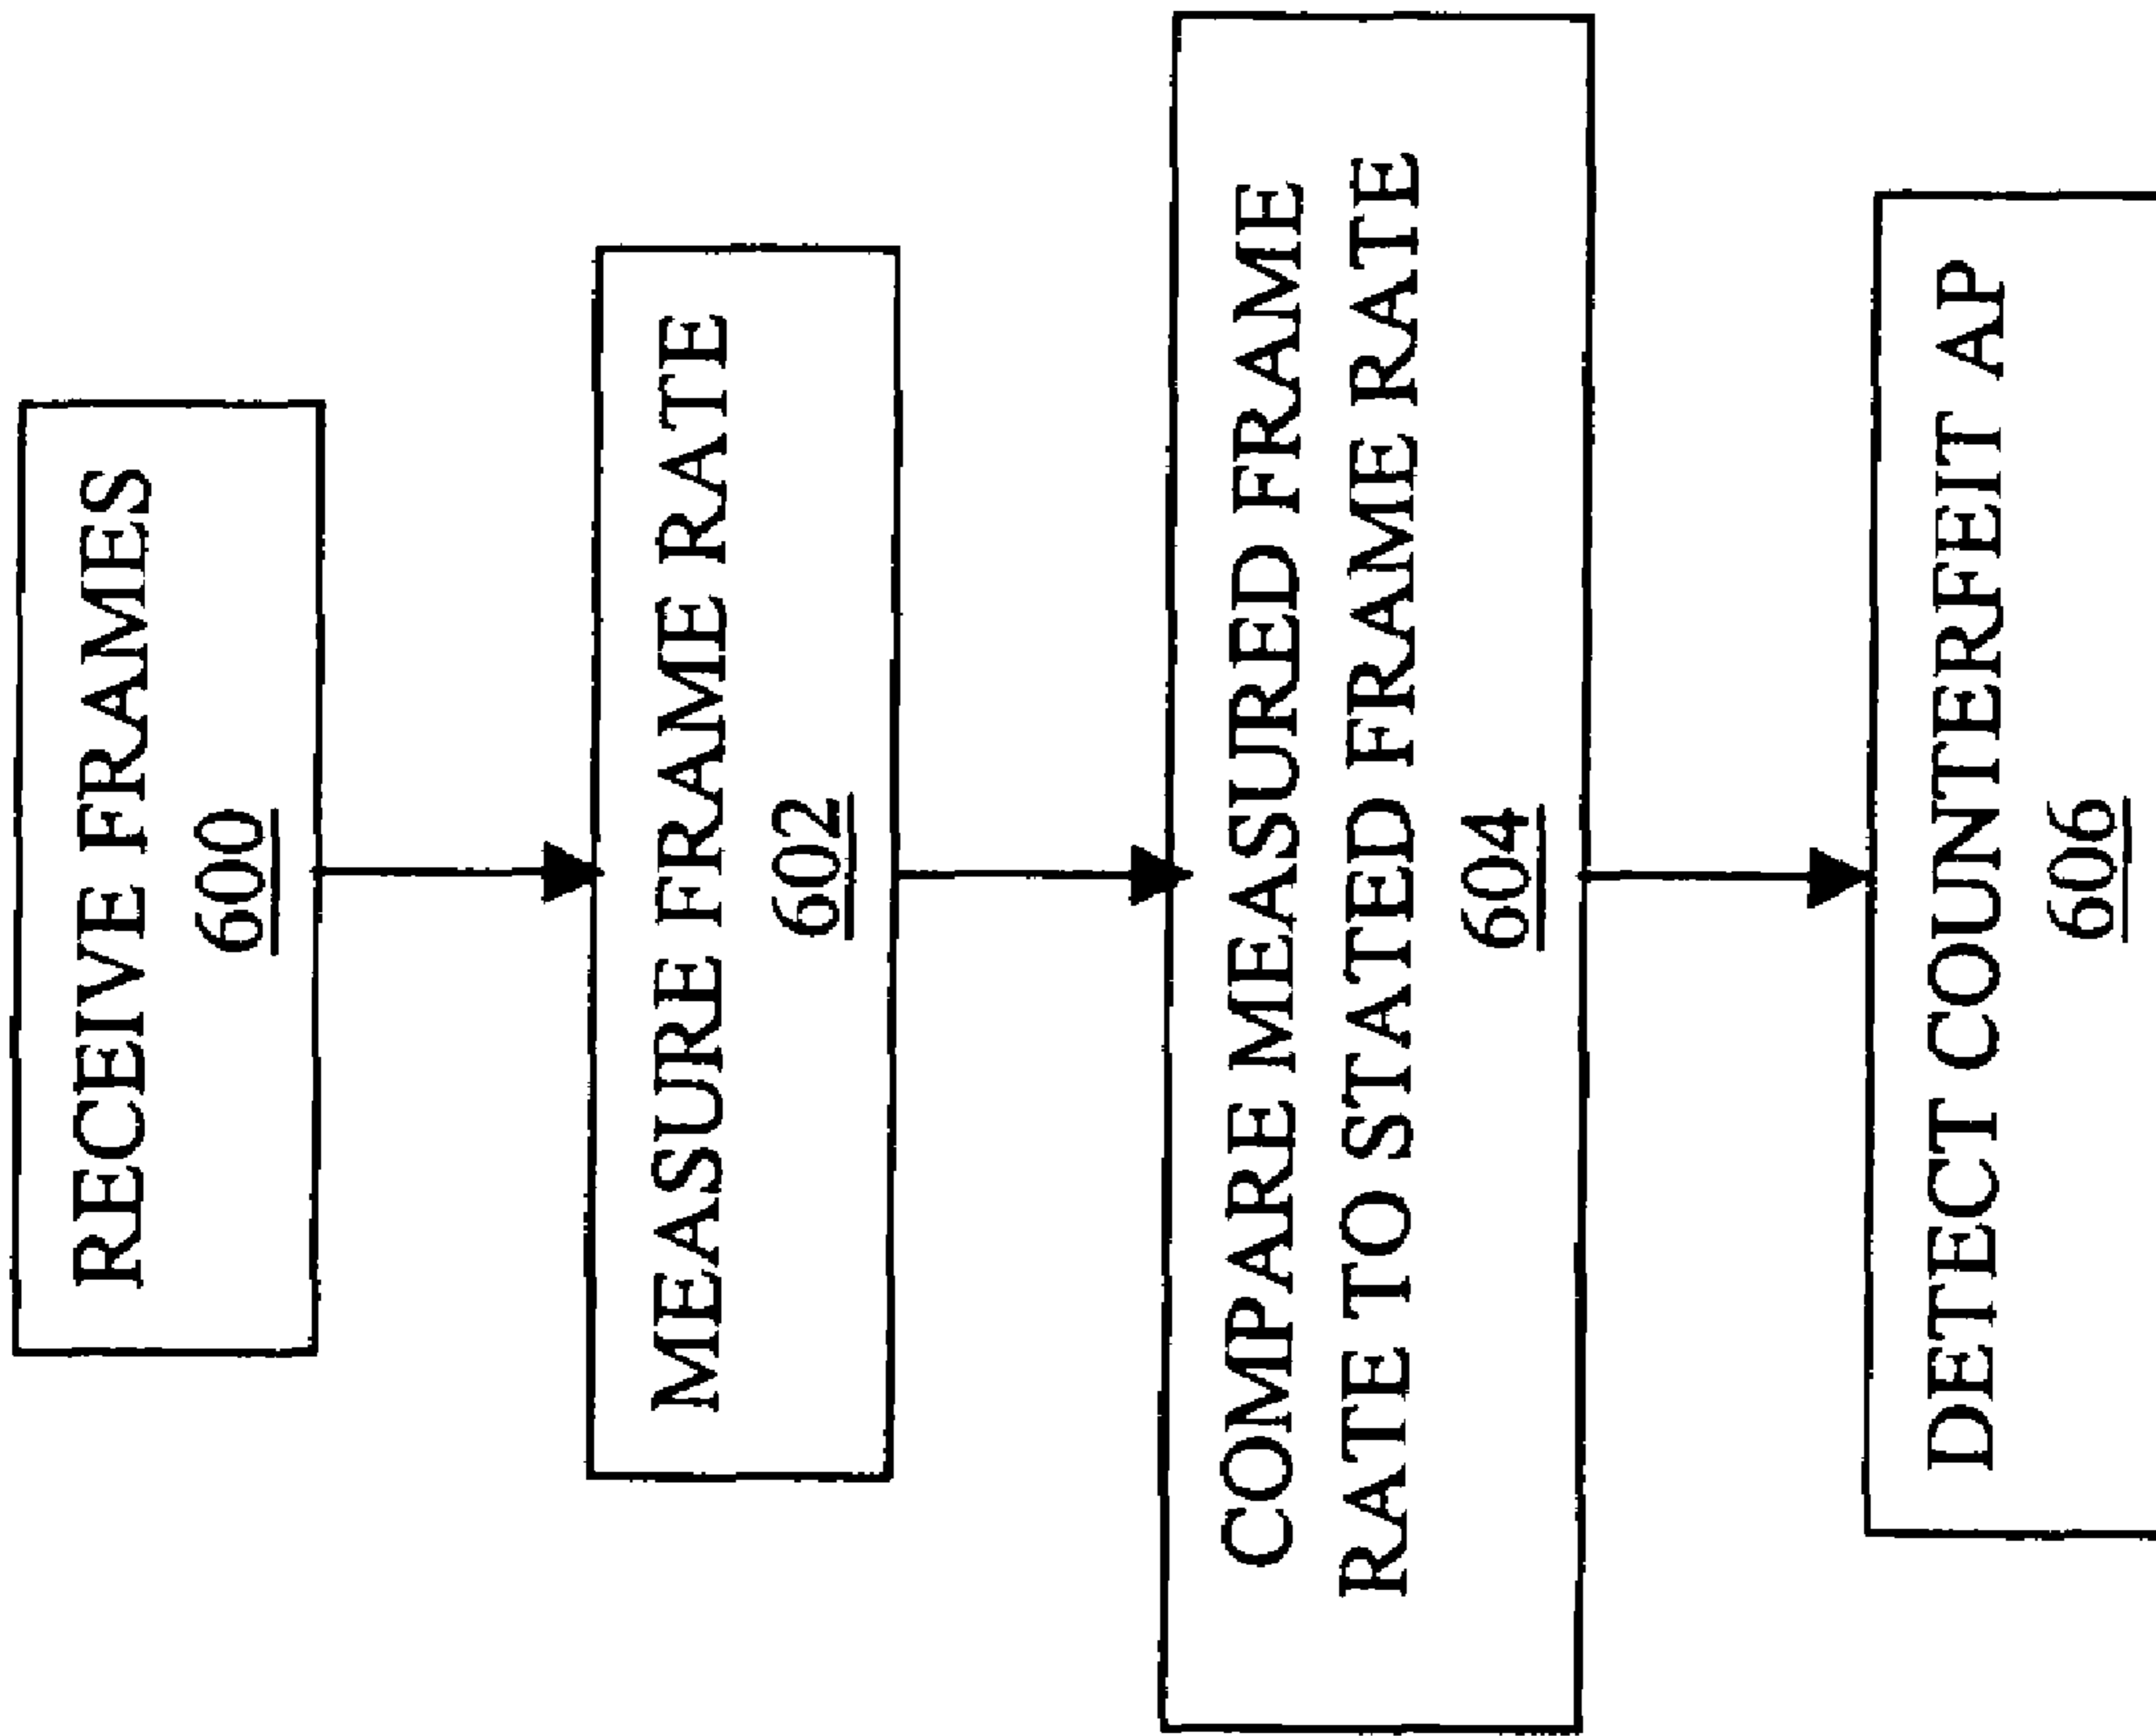 RECEIVE FRAMES
600
MEASURE FRAME RATE
602
COMPARE MEASURED FRAME
RATE TO STATED FRAME RATE
604
DETECT COUNTERFEIT AP
606